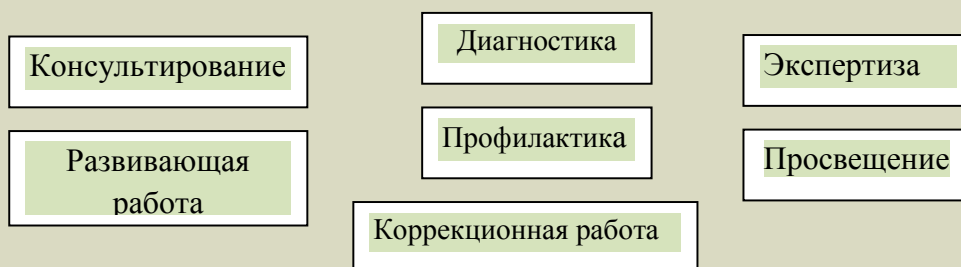 Консультирование
Диагностика
Экспертиза
Развивающая
работа
Профилактика
Просвещение
Коррекционная работа